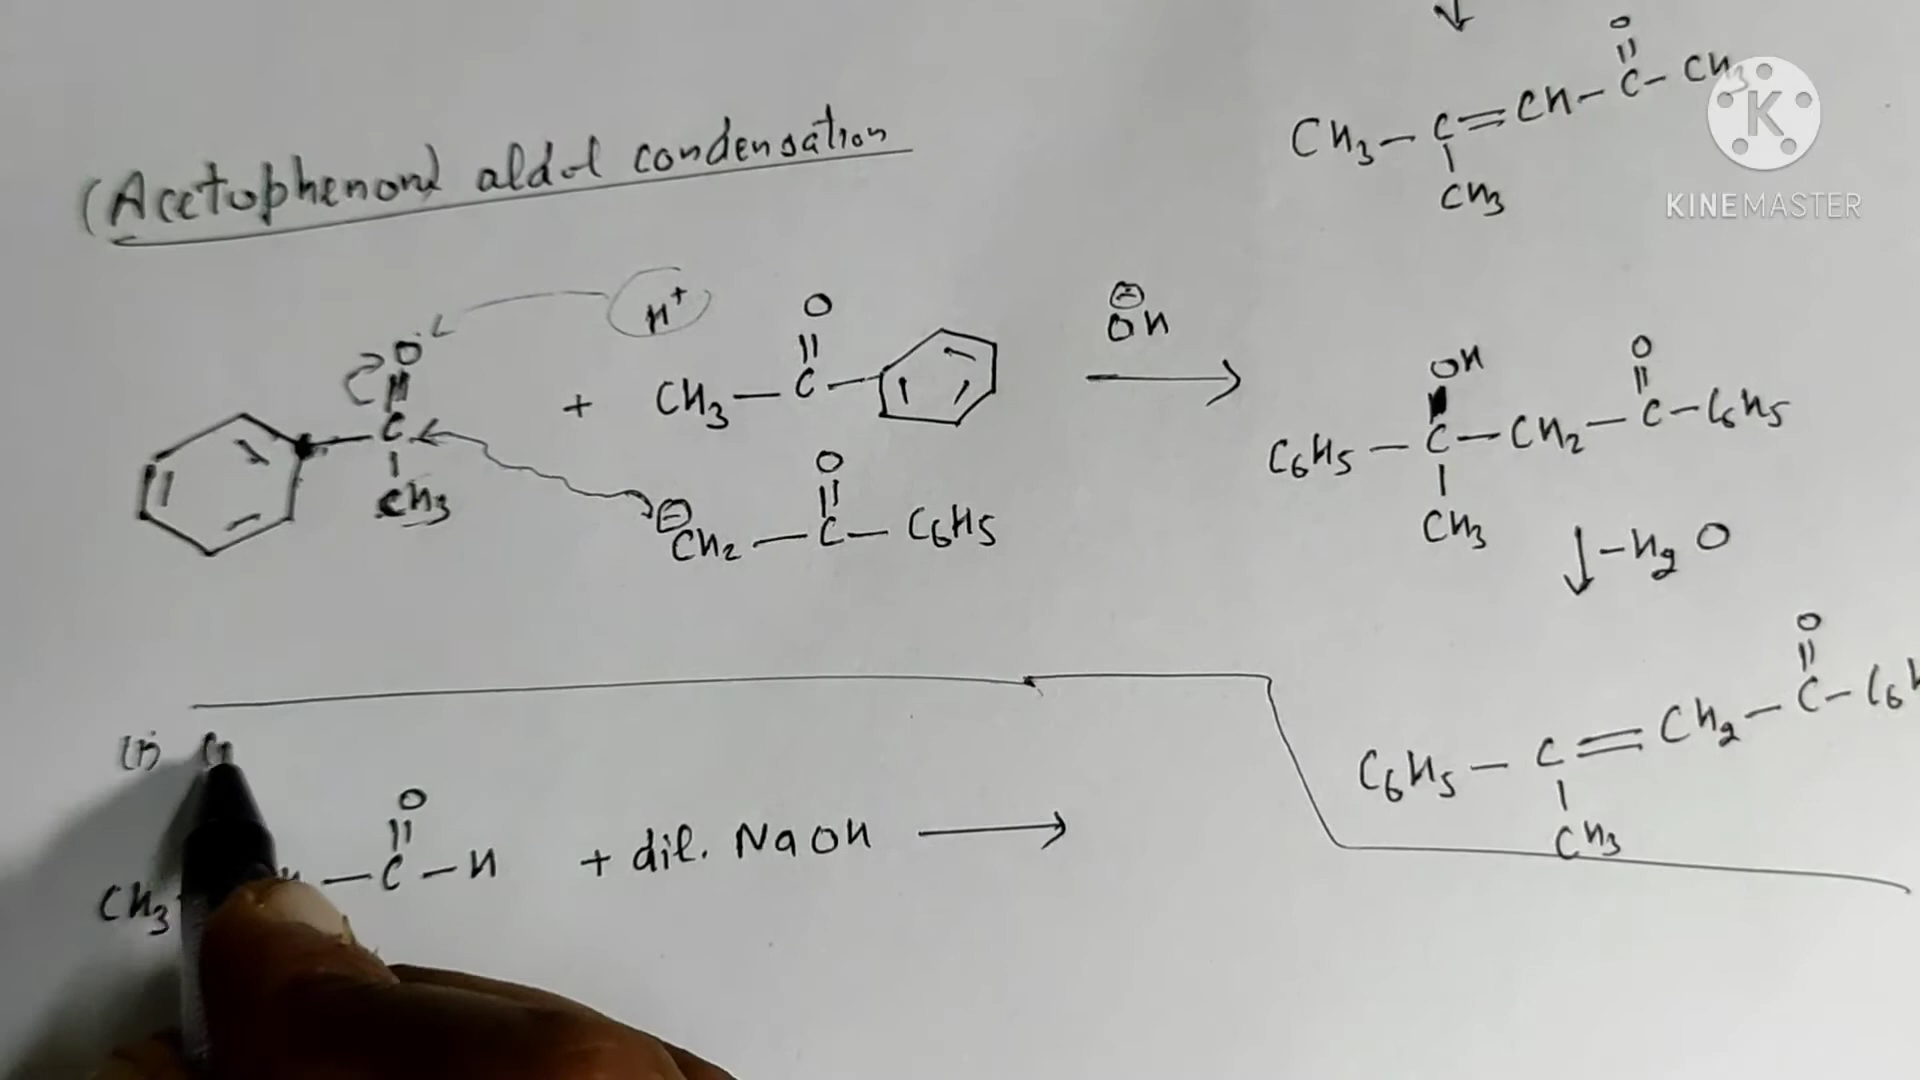 O
||
CH3 - C = CH - C - CH3
|
CH3
K
KINEMASTER
(Acetophenone) aldol condensation
H+
O
||
C
|
CH3
+
O
||
CH3 - C -
⊖
OH
⟶
⊖
O
||
CH2 - C - C6H5
OH O
| ||
C6H5 - C - CH2 - C - C6H5
|
CH3
↓ -H2O
O
||
C6H5 - C = CH2 - C - C6H
|
CH3
O
||
CH3 - C - H + dil. NaOH ⟶